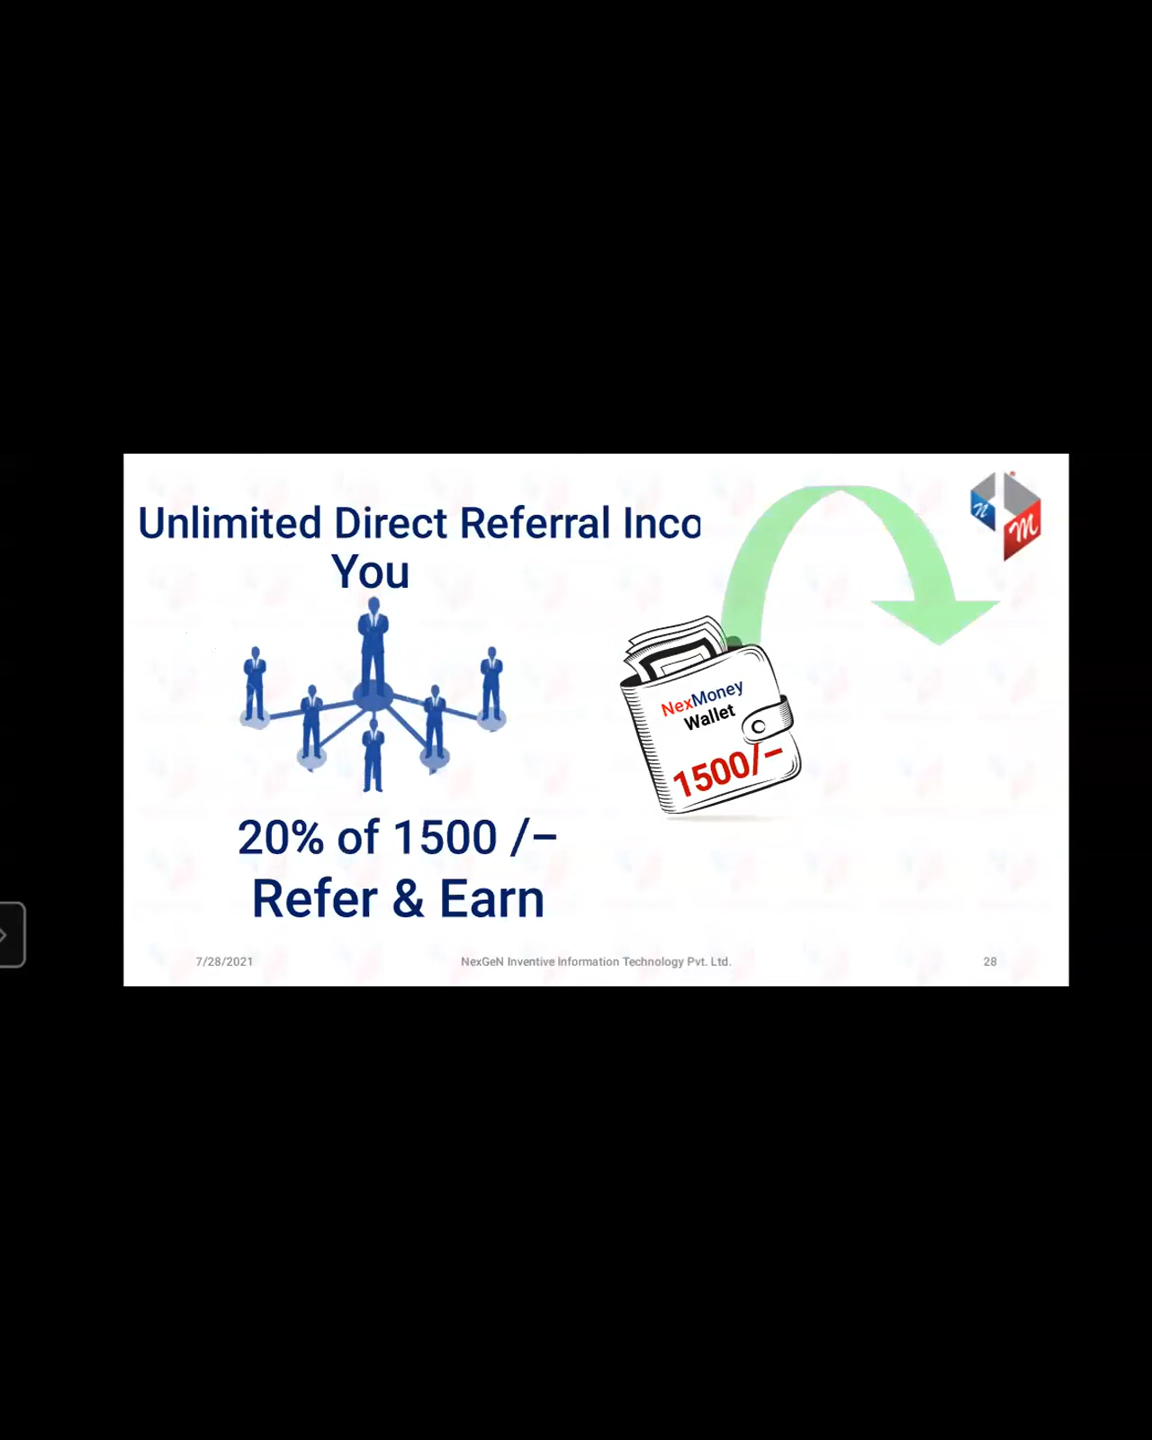 Unlimited Direct Referral Inco
You
NexMoney
Wallet
1500/–
20% of 1500 /–
Refer & Earn
7/28/2021
NexGeN Inventive Information Technology Pvt. Ltd.
28